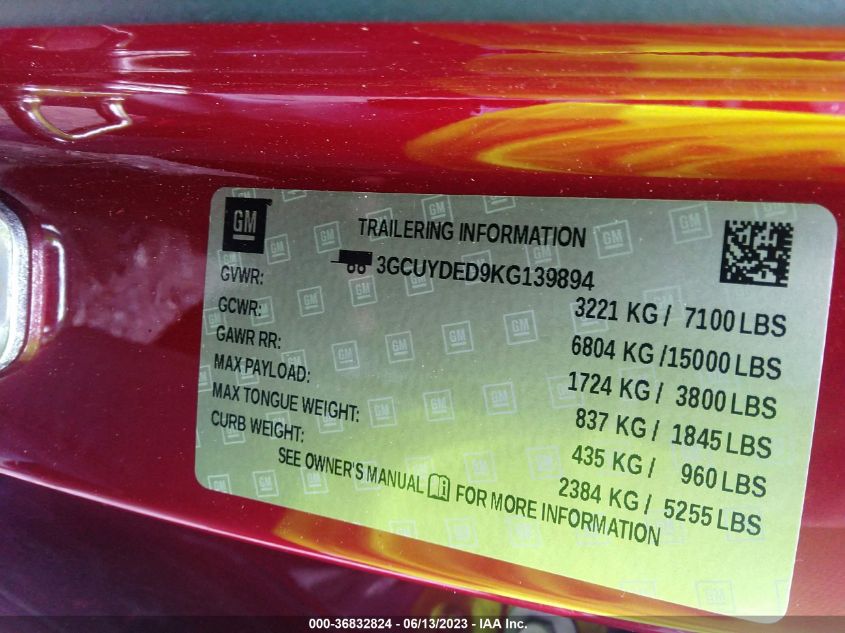 GM
TRAILERING INFORMATION
3GCUYDED9KG139894
GVWR: 3221 KG / 7100 LBS
GCWR: 6804 KG /15000 LBS
GAWR RR: 1724 KG / 3800 LBS
MAX PAYLOAD: 837 KG / 1845 LBS
MAX TONGUE WEIGHT: 435 KG / 960 LBS
CURB WEIGHT: 2384 KG / 5255 LBS
SEE OWNER'S MANUAL FOR MORE INFORMATION
000-36832824 - 06/13/2023 - IAA Inc.